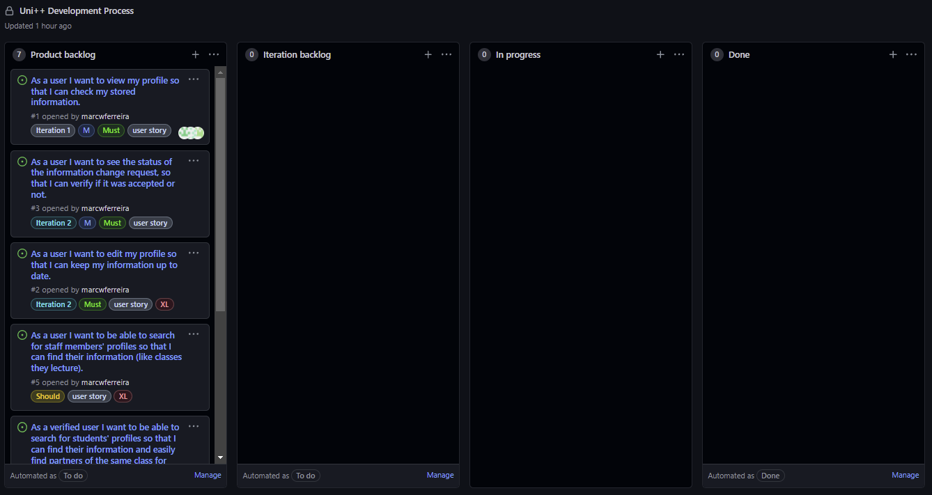 Uni++ Development Process
Updated 1 hour ago
7 Product backlog
As a user I want to view my profile so
that I can check my stored
information.
#1 opened by marcwferreira
Iteration 1 M Must user story
As a user I want to see the status of
the information change request, so
that I can verify if it was accepted or
not.
#3 opened by marcwferreira
Iteration 2 M Must user story
As a user I want to edit my profile so
that I can keep my information up to
date.
#2 opened by marcwferreira
Iteration 2 Must user story XL
As a user I want to be able to search
for staff members' profiles so that I
can find their information (like classes
they lecture).
#5 opened by marcwferreira
Should user story XL
As a verified user I want to be able to
search for students' profiles so that I
can find their information and easily
find partners of the same class for
Automated as To do Manage
0 Iteration backlog
Automated as To do Manage
0 In progress
0 Done
Automated as Done Manage